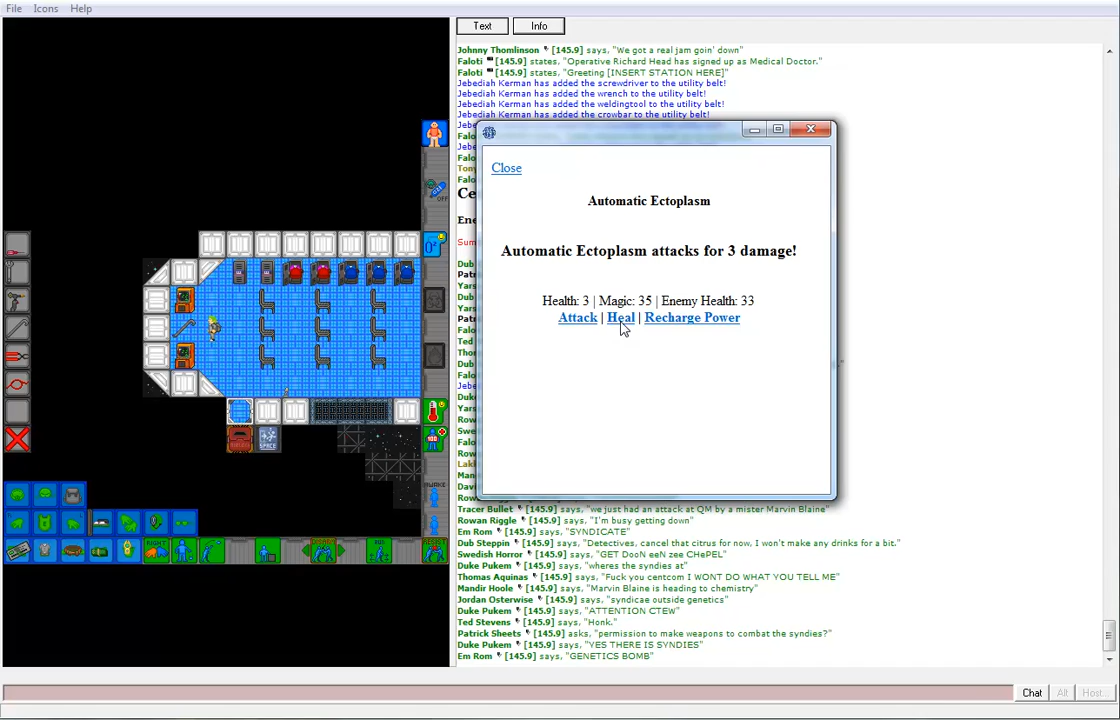 File Icons Help
Text Info
Johnny Thomlinson [145.9] says, "We got a real jam goin' down"
Faloti [145.9] states, "Operative Richard Head has signed up as Medical Doctor."
Faloti [145.9] states, "Greeting [INSERT STATION HERE]"
Jebediah Kerman has added the screwdriver to the utility belt!
Jebediah Kerman has added the wrench to the utility belt!
Jebediah Kerman has added the weldingtool to the utility belt!
Jebediah Kerman has added the crowbar to the utility belt!
Close
Automatic Ectoplasm
Automatic Ectoplasm attacks for 3 damage!
Health: 3 | Magic: 35 | Enemy Health: 33
Attack | Heal | Recharge Power
Tracer Bullet [145.9] says, "we just had an attack at QM by a mister Marvin Blaine"
Rowan Riggle [145.9] says, "I'm busy getting down"
Em Rom [145.9] says, "SYNDICATE"
Dub Steppin [145.9] says, "Detectives, cancel that citrus for now, I won't make any drinks for a bit."
Swedish Horror [145.9] says, "GET DooN eeN zee CHePEL"
Duke Pukem [145.9] says, "wheres the syndies at"
Thomas Aquinas [145.9] says, "Fuck you centcom I WONT DO WHAT YOU TELL ME"
Mandir Hoole [145.9] says, "Marvin Blaine is heading to chemistry"
Jordan Osterwise [145.9] says, "syndicae outside genetics"
Duke Pukem [145.9] says, "ATTENTION CTEW"
Ted Stevens [145.9] says, "Honk."
Patrick Sheets [145.9] asks, "permission to make weapons to combat the syndies?"
Duke Pukem [145.9] says, "YES THERE IS SYNDIES"
Em Rom [145.9] says, "GENETICS BOMB"
Chat Alt Host...